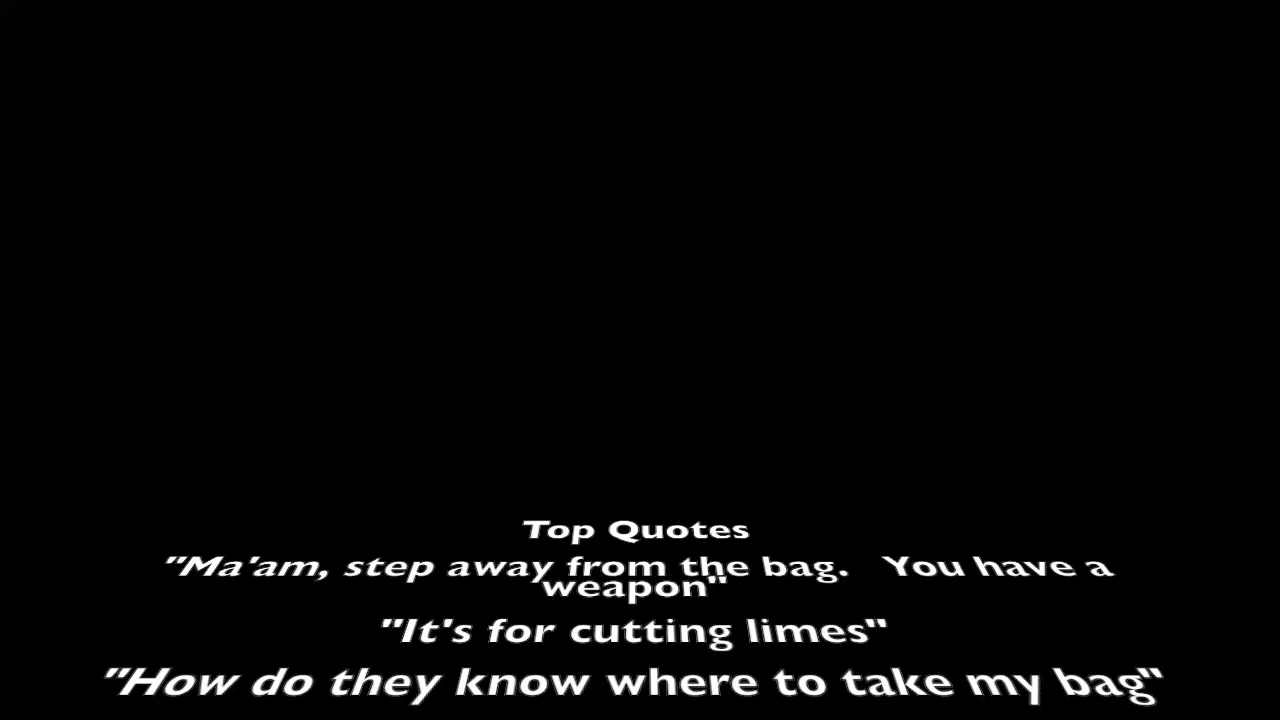 Top Quotes
"Ma'am, step away from the bag.   You have a
weapon"
"It's for cutting limes"
"How do they know where to take my bag"